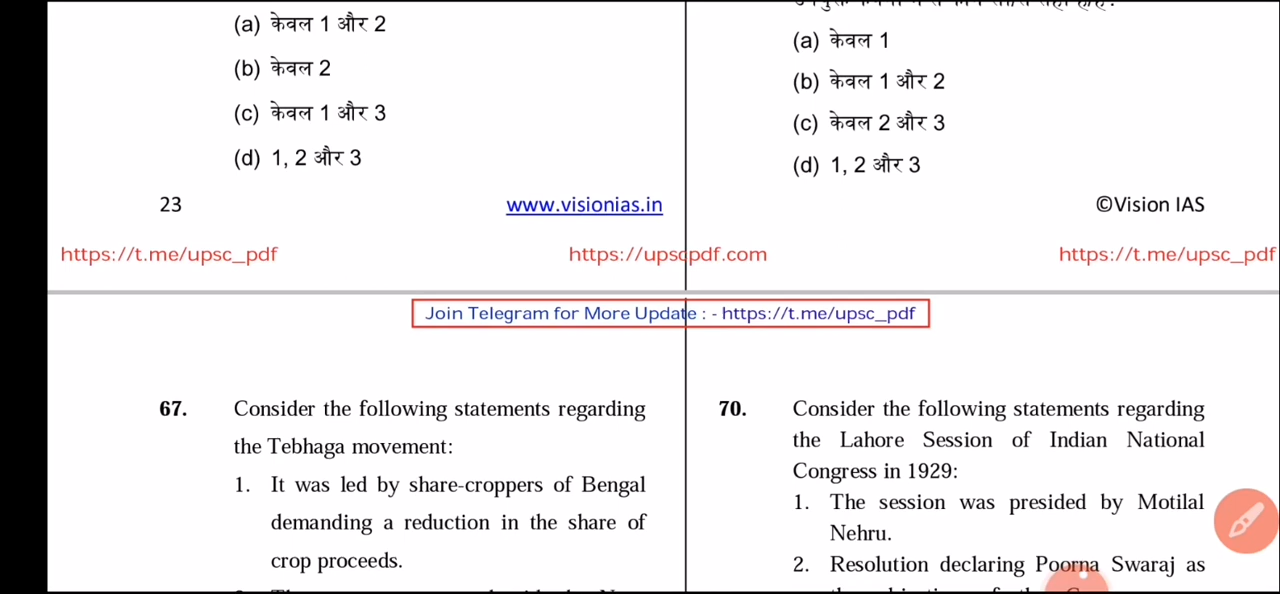 (a) केवल 1 और 2
(b) केवल 2
(c) केवल 1 और 3
(d) 1, 2 और 3
(a) केवल 1
(b) केवल 1 और 2
(c) केवल 2 और 3
(d) 1, 2 और 3
23 www.visionias.in ©Vision IAS
https://t.me/upsc_pdf https://upscpdf.com https://t.me/upsc_pdf
Join Telegram for More Update : - https://t.me/upsc_pdf
67. Consider the following statements regarding
the Tebhaga movement:
1. It was led by share-croppers of Bengal
demanding a reduction in the share of
crop proceeds.
70. Consider the following statements regarding
the Lahore Session of Indian National
Congress in 1929:
1. The session was presided by Motilal
Nehru.
2. Resolution declaring Poorna Swaraj as